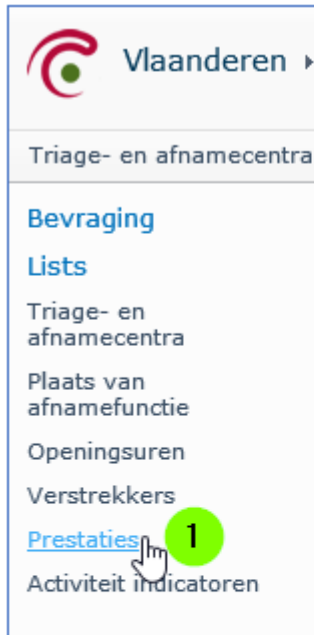 Vlaanderen
Triage- en afnamecentra
Bevraging
Lists
Triage- en
afnamecentra
Plaats van
afnamefunctie
Openingsuren
Verstrekkers
Prestaties
1
Activiteit indicatoren